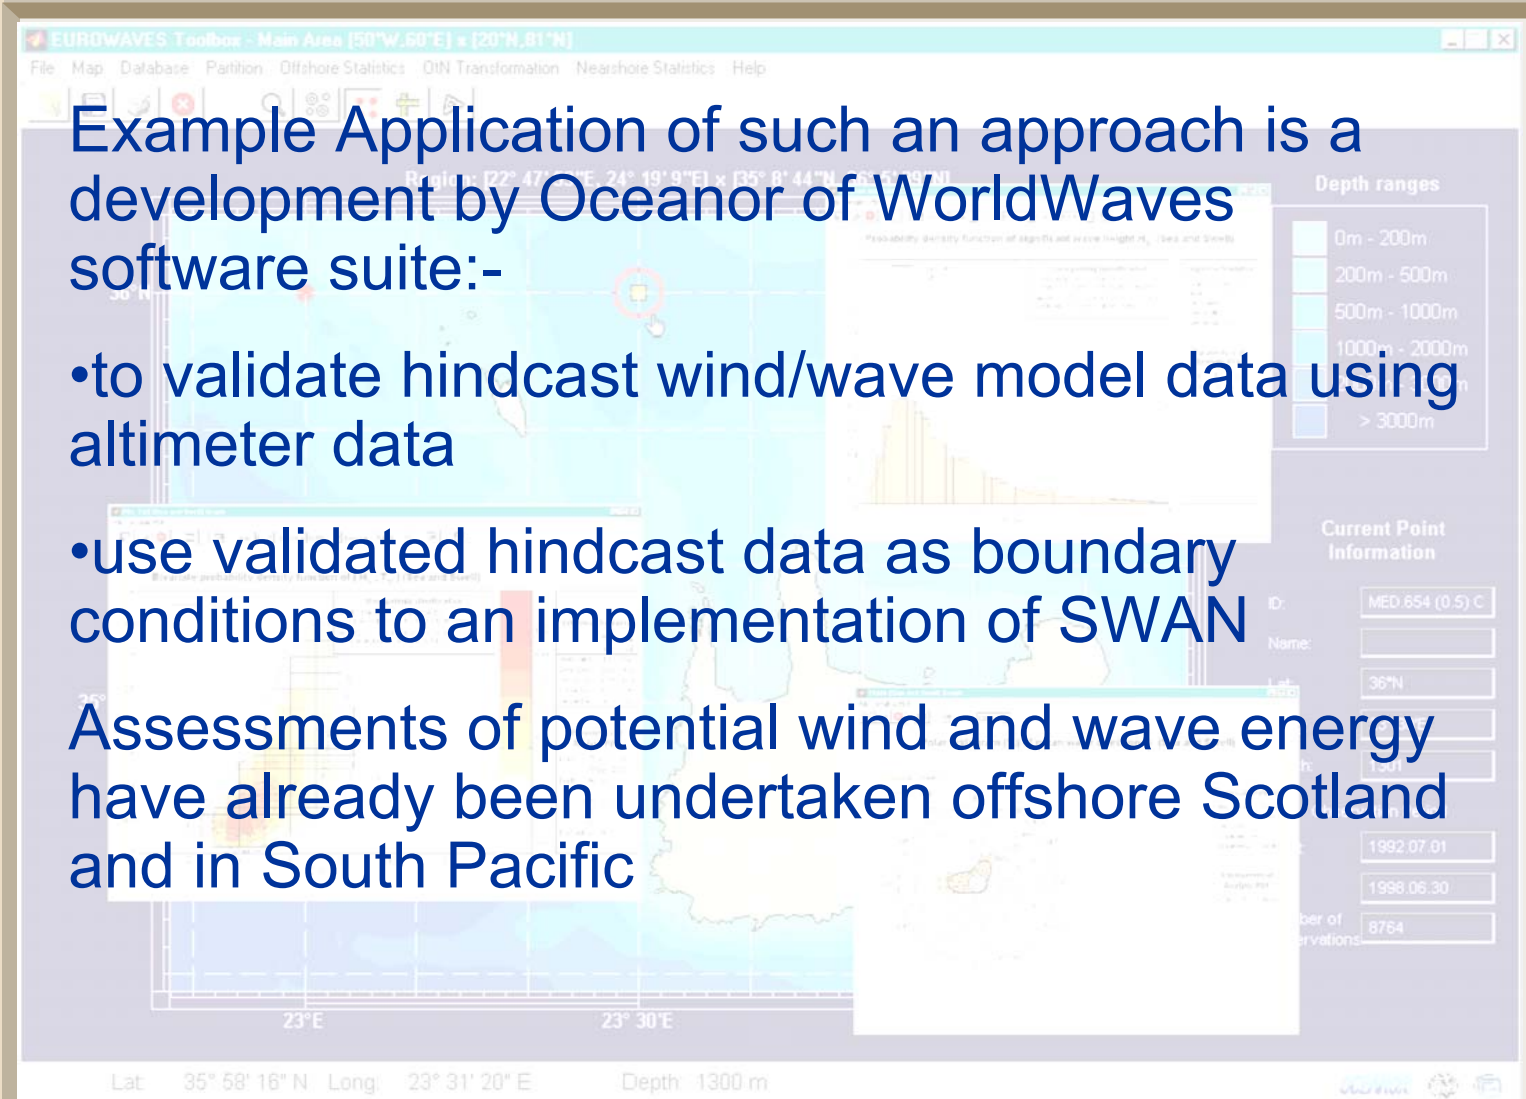 EUROWAVES Toolbox - Main Area [50°W,60°E] x [20°N,81°N]
File Map Database Partition Offshore Statistics OtN Transformation Nearshore Statistics Help
Example Application of such an approach is a
development by Oceanor of WorldWaves
software suite:-
•to validate hindcast wind/wave model data using
altimeter data
•use validated hindcast data as boundary
conditions to an implementation of SWAN
Assessments of potential wind and wave energy
have already been undertaken offshore Scotland
and in South Pacific
Depth ranges
0m - 200m
200m - 500m
500m - 1000m
1000m - 2000m
> 3000m
Current Point
Information
ID: MED.654 (0.5) C
Name:
36°N
1992.07.01
1998.06.30
8764
36°N
23°E
23° 30'E
Lat: 35° 58' 16" N Long: 23° 31' 20" E Depth: 1300 m